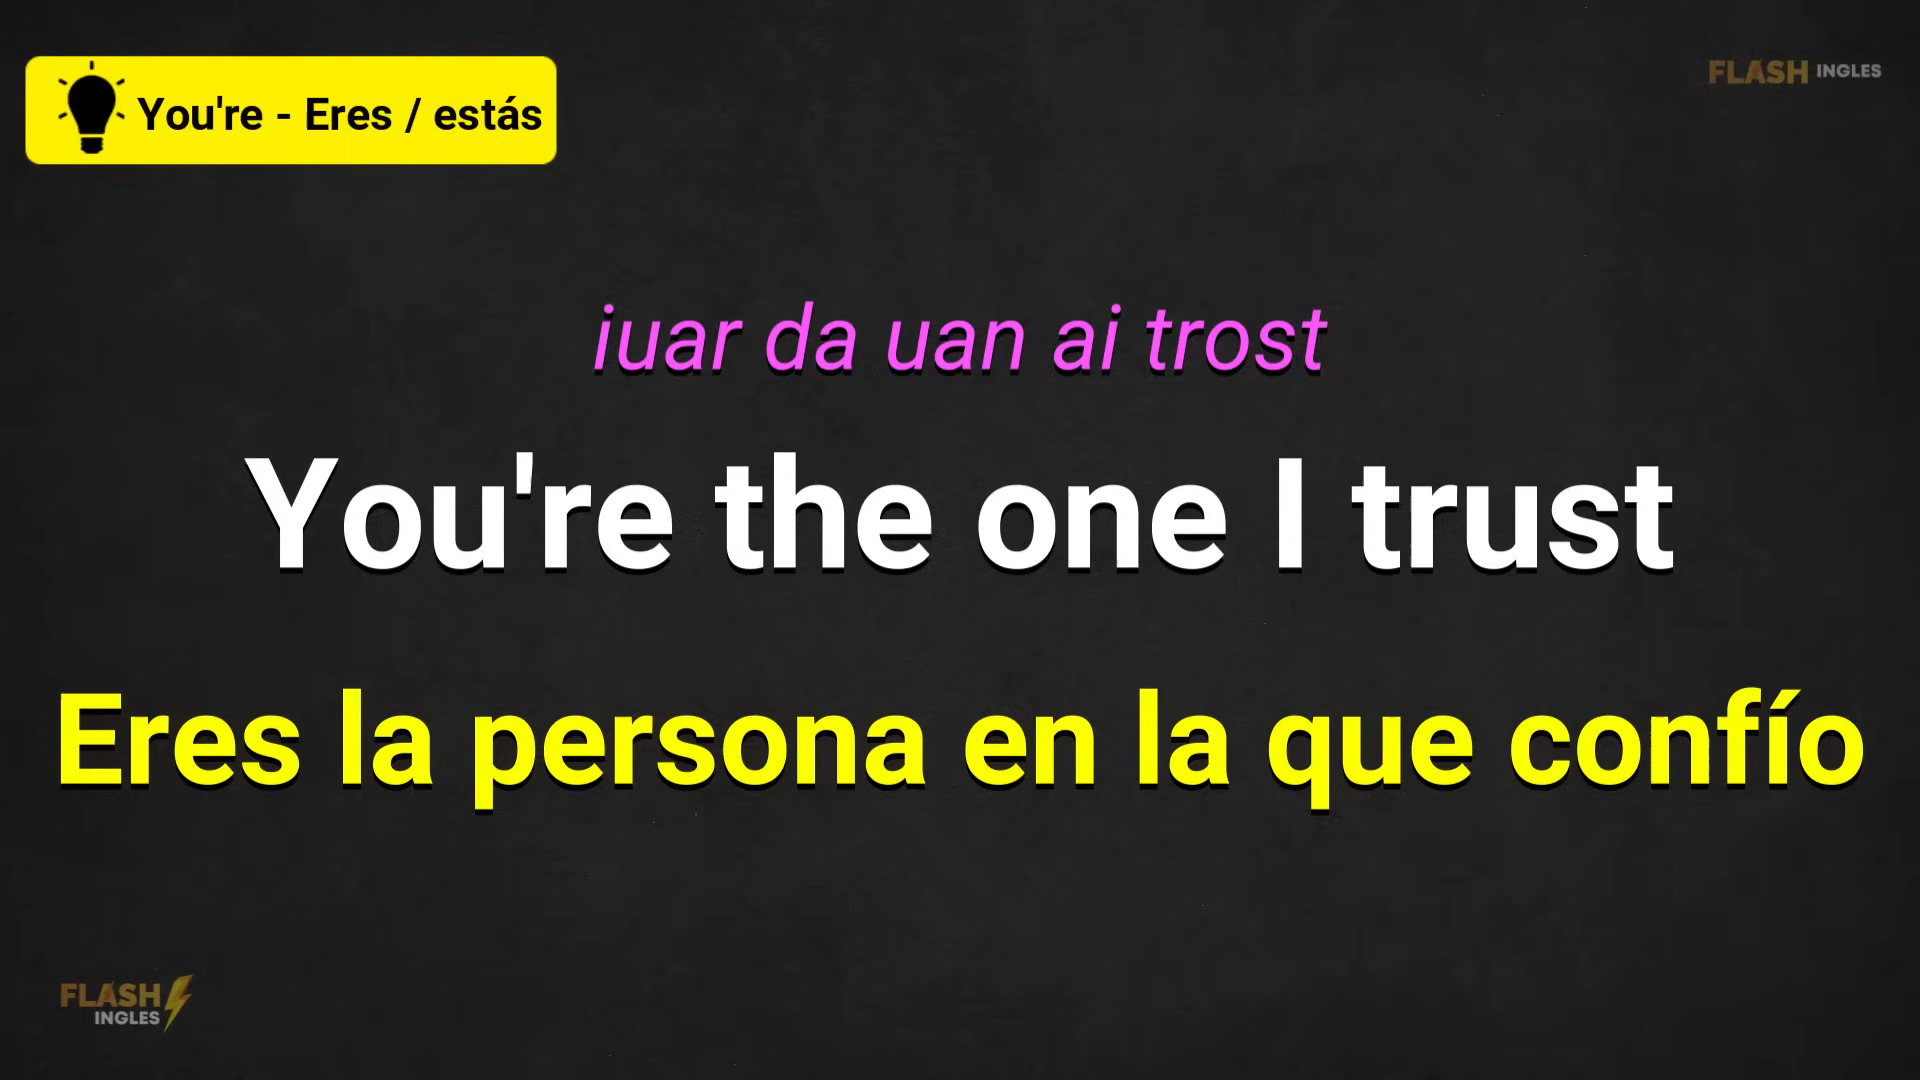 You're - Eres / estás
FLASH INGLES
iuar da uan ai trost
You're the one I trust
Eres la persona en la que confío
FLASH
INGLES